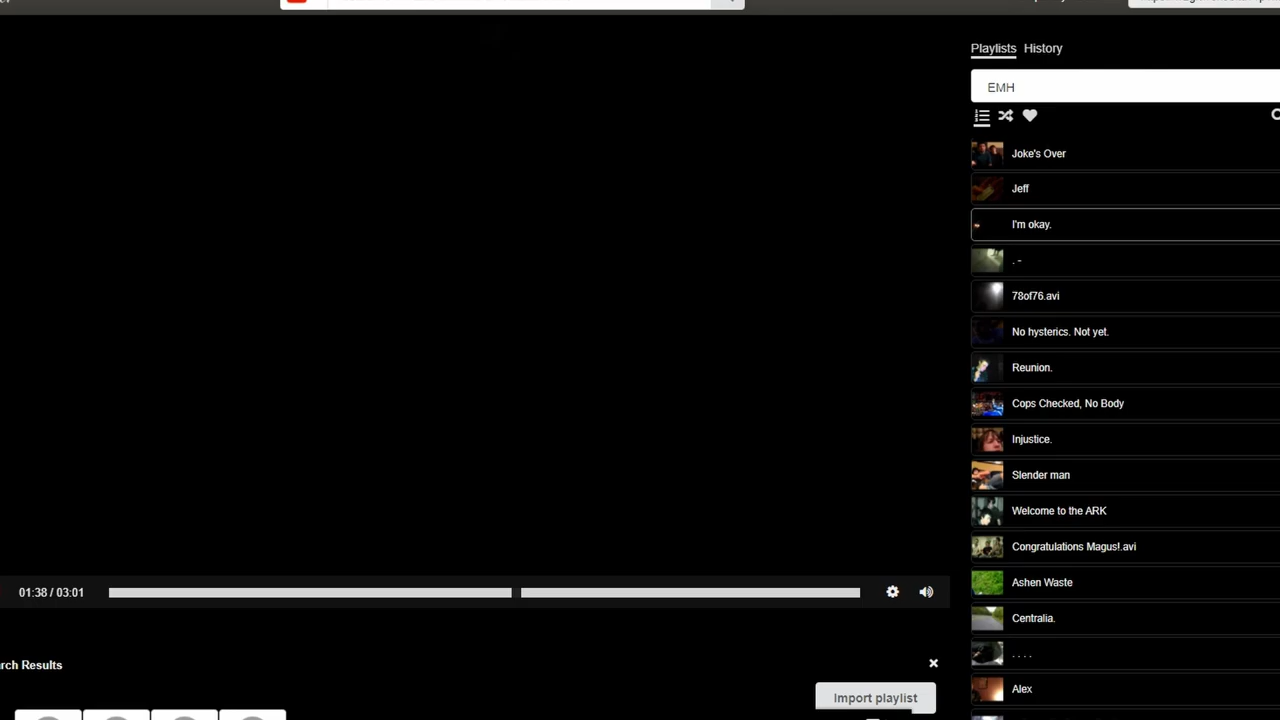 Playlists History
EMH
Joke's Over
Jeff
I'm okay.
. -
78of76.avi
No hysterics. Not yet.
Reunion.
Cops Checked, No Body
Injustice.
Slender man
Welcome to the ARK
Congratulations Magus!.avi
Ashen Waste
Centralia.
. . . .
Alex
01:38 / 03:01
rch Results
Import playlist